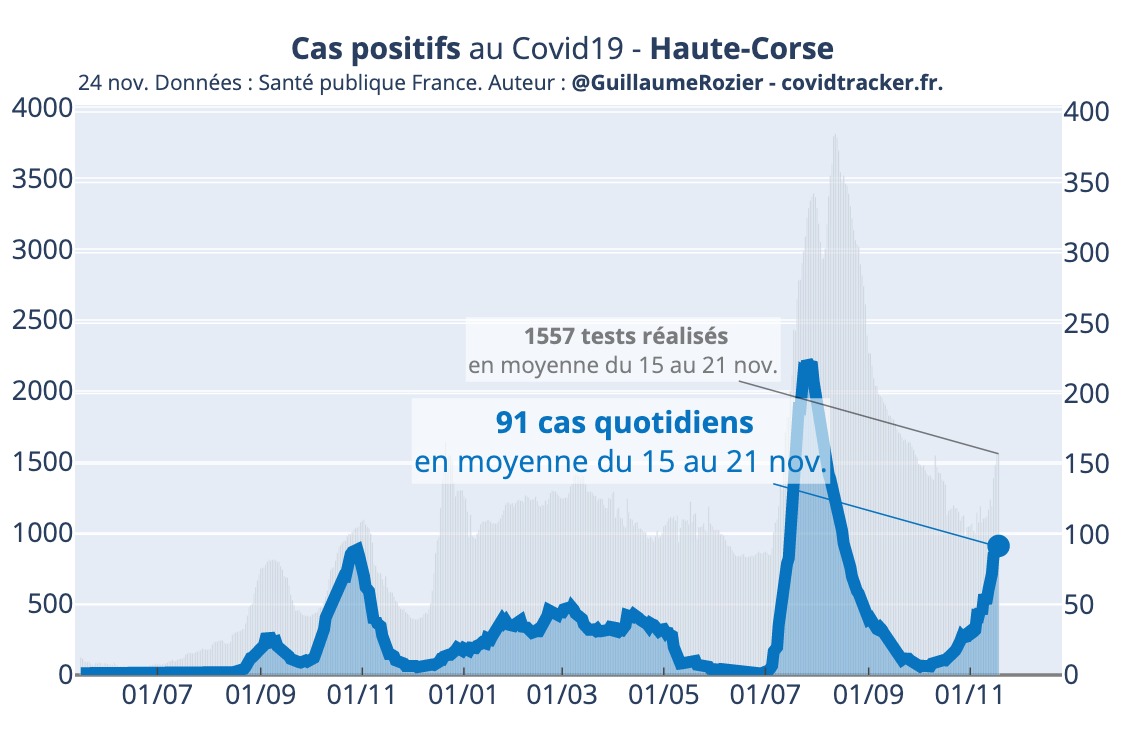 Cas positifs au Covid19 - Haute-Corse
24 nov. Données : Santé publique France. Auteur : @GuillaumeRozier - covidtracker.fr.
4000
3500
3000
2500
2000
1500
1000
500
0
400
350
300
250
200
150
100
50
0
1557 tests réalisés
en moyenne du 15 au 21 nov.
91 cas quotidiens
en moyenne du 15 au 21 nov.
01/07 01/09 01/11 01/01 01/03 01/05 01/07 01/09 01/11